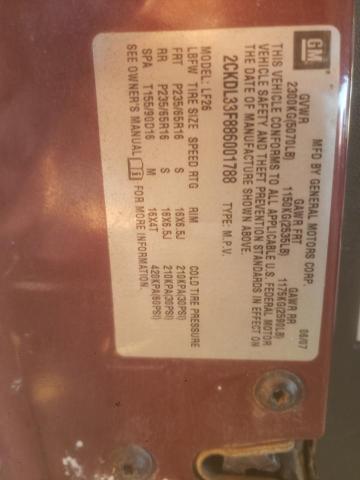 GM
MFD BY GENERAL MOTORS CORP. 06/07
GVWR GAWR FRT GAWR RR
2300KG(5070LB) 1150KG(2535LB) 1175KG(2590LB)
THIS VEHICLE CONFORMS TO ALL APPLICABLE U.S. FEDERAL MOTOR
VEHICLE SAFETY AND THEFT PREVENTION STANDARDS IN EFFECT ON
THE DATE OF MANUFACTURE SHOWN ABOVE.
2CKDL33F886001788 TYPE: M.P.V.
MODEL: LF26
LBFW TIRE SIZE SPEED RTG RIM COLD TIRE PRESSURE
FRT P235/65R16 S 16X6.5J 210KPA(30PSI)
RR P235/65R16 S 16X6.5J 210KPA(30PSI)
SPA T155/90D16 M 16X4T 420KPA(60PSI)
SEE OWNER'S MANUAL FOR MORE INFORMATION.